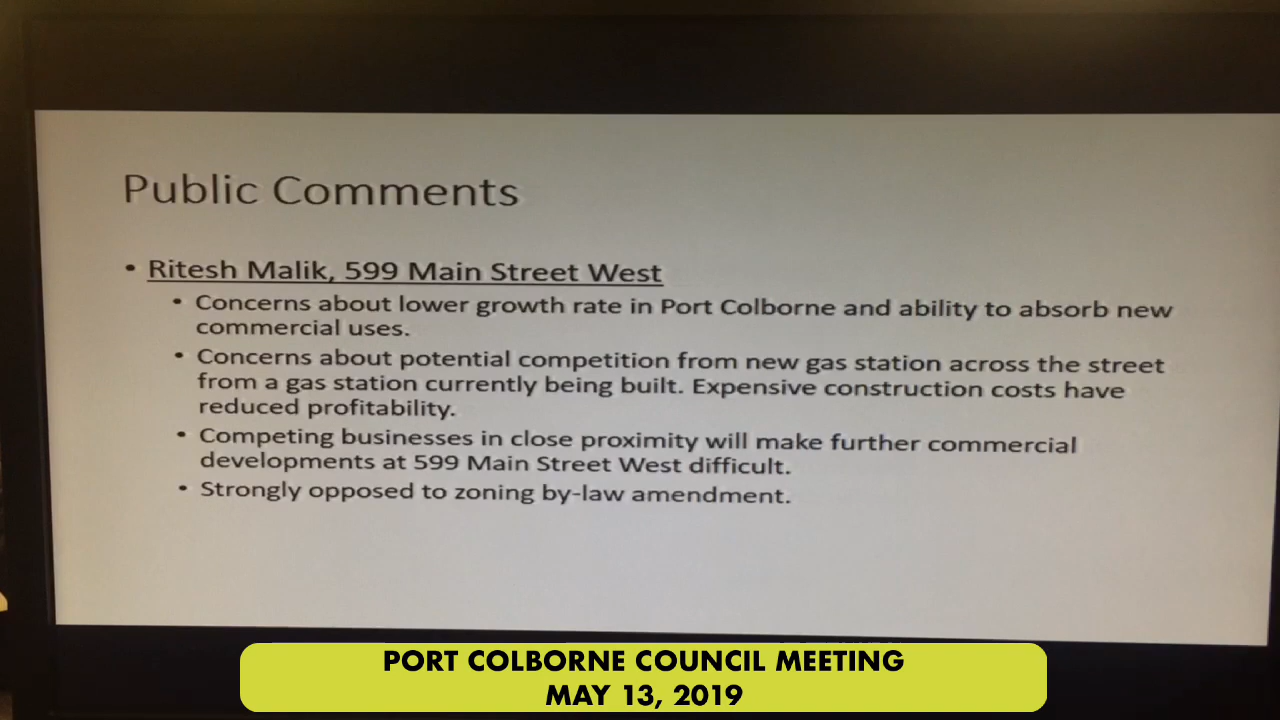 Public Comments
• Ritesh Malik, 599 Main Street West
• Concerns about lower growth rate in Port Colborne and ability to absorb new
commercial uses.
• Concerns about potential competition from new gas station across the street
from a gas station currently being built. Expensive construction costs have
reduced profitability.
• Competing businesses in close proximity will make further commercial
developments at 599 Main Street West difficult.
• Strongly opposed to zoning by-law amendment.
PORT COLBORNE COUNCIL MEETING
MAY 13, 2019